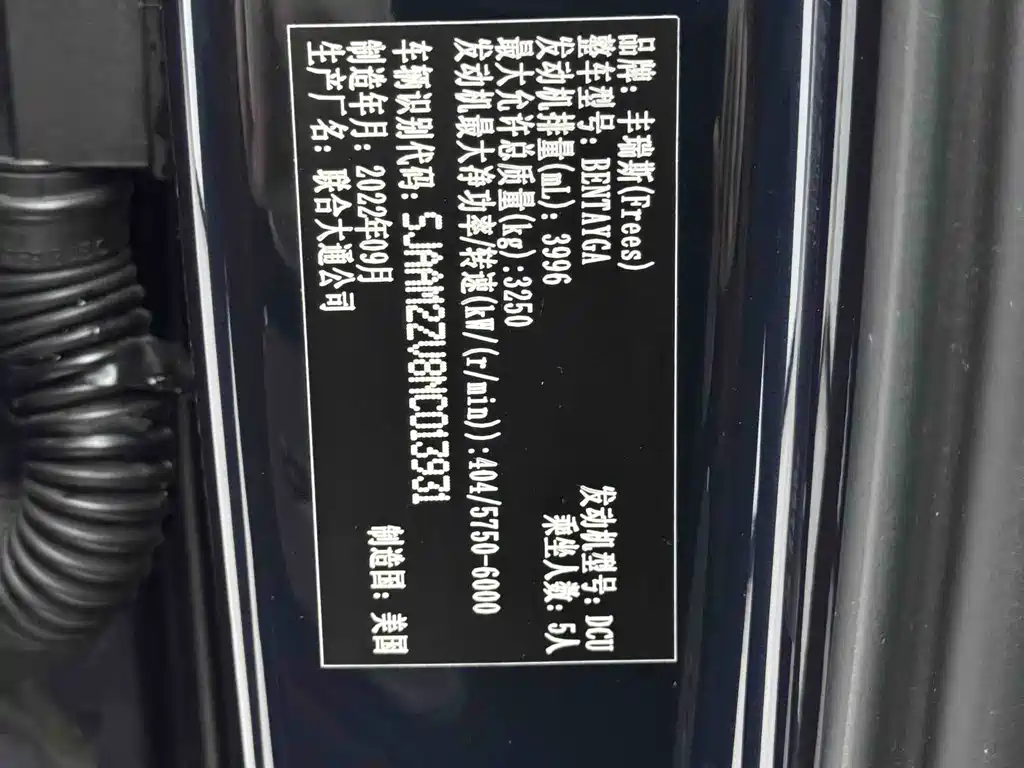 品牌：丰瑞斯(Frees)
整车型号：BENTAYGA 发动机型号：DCU
发动机排量(mL)：3996 乘坐人数：5人
最大允许总质量(kg)：3250
发动机最大净功率/转速(kW/(r/min))：404/5750-6000
车辆识别代码：SJAAM2ZV8NC013931
制造年月：2022年09月 制造国：美国
生产厂名：联合大通公司